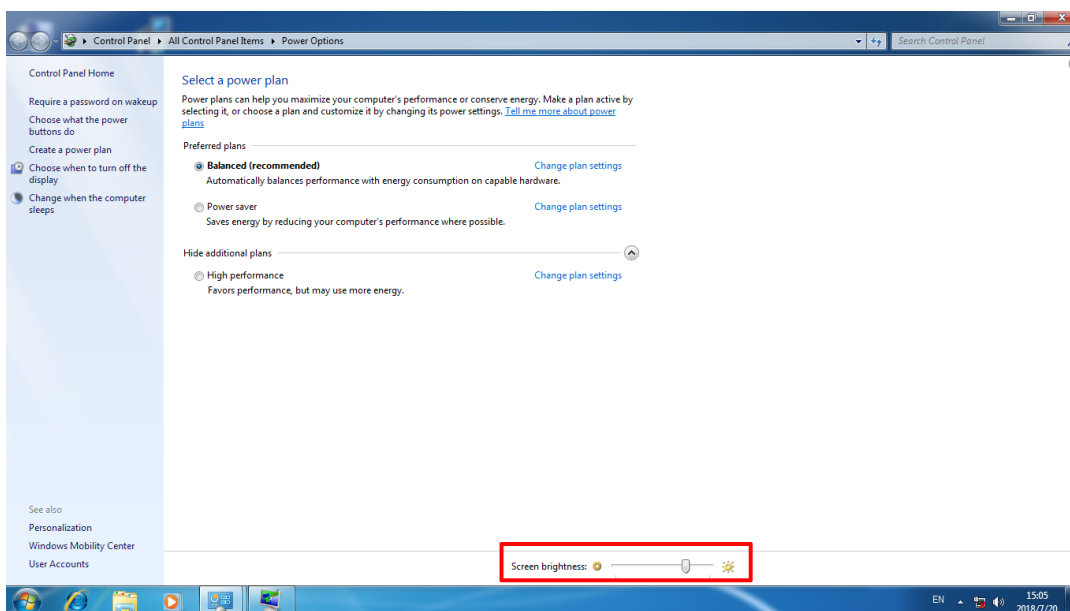 Control Panel ▸ All Control Panel Items ▸ Power Options
Search Control Panel
Control Panel Home
Require a password on wakeup
Choose what the power
buttons do
Create a power plan
Choose when to turn off the
display
Change when the computer
sleeps
See also
Personalization
Windows Mobility Center
User Accounts
Select a power plan
Power plans can help you maximize your computer's performance or conserve energy. Make a plan active by
selecting it, or choose a plan and customize it by changing its power settings. Tell me more about power
plans
Preferred plans
Balanced (recommended) Change plan settings
Automatically balances performance with energy consumption on capable hardware.
Power saver Change plan settings
Saves energy by reducing your computer's performance where possible.
Hide additional plans
High performance Change plan settings
Favors performance, but may use more energy.
Screen brightness:
EN
15:05
2018/7/20